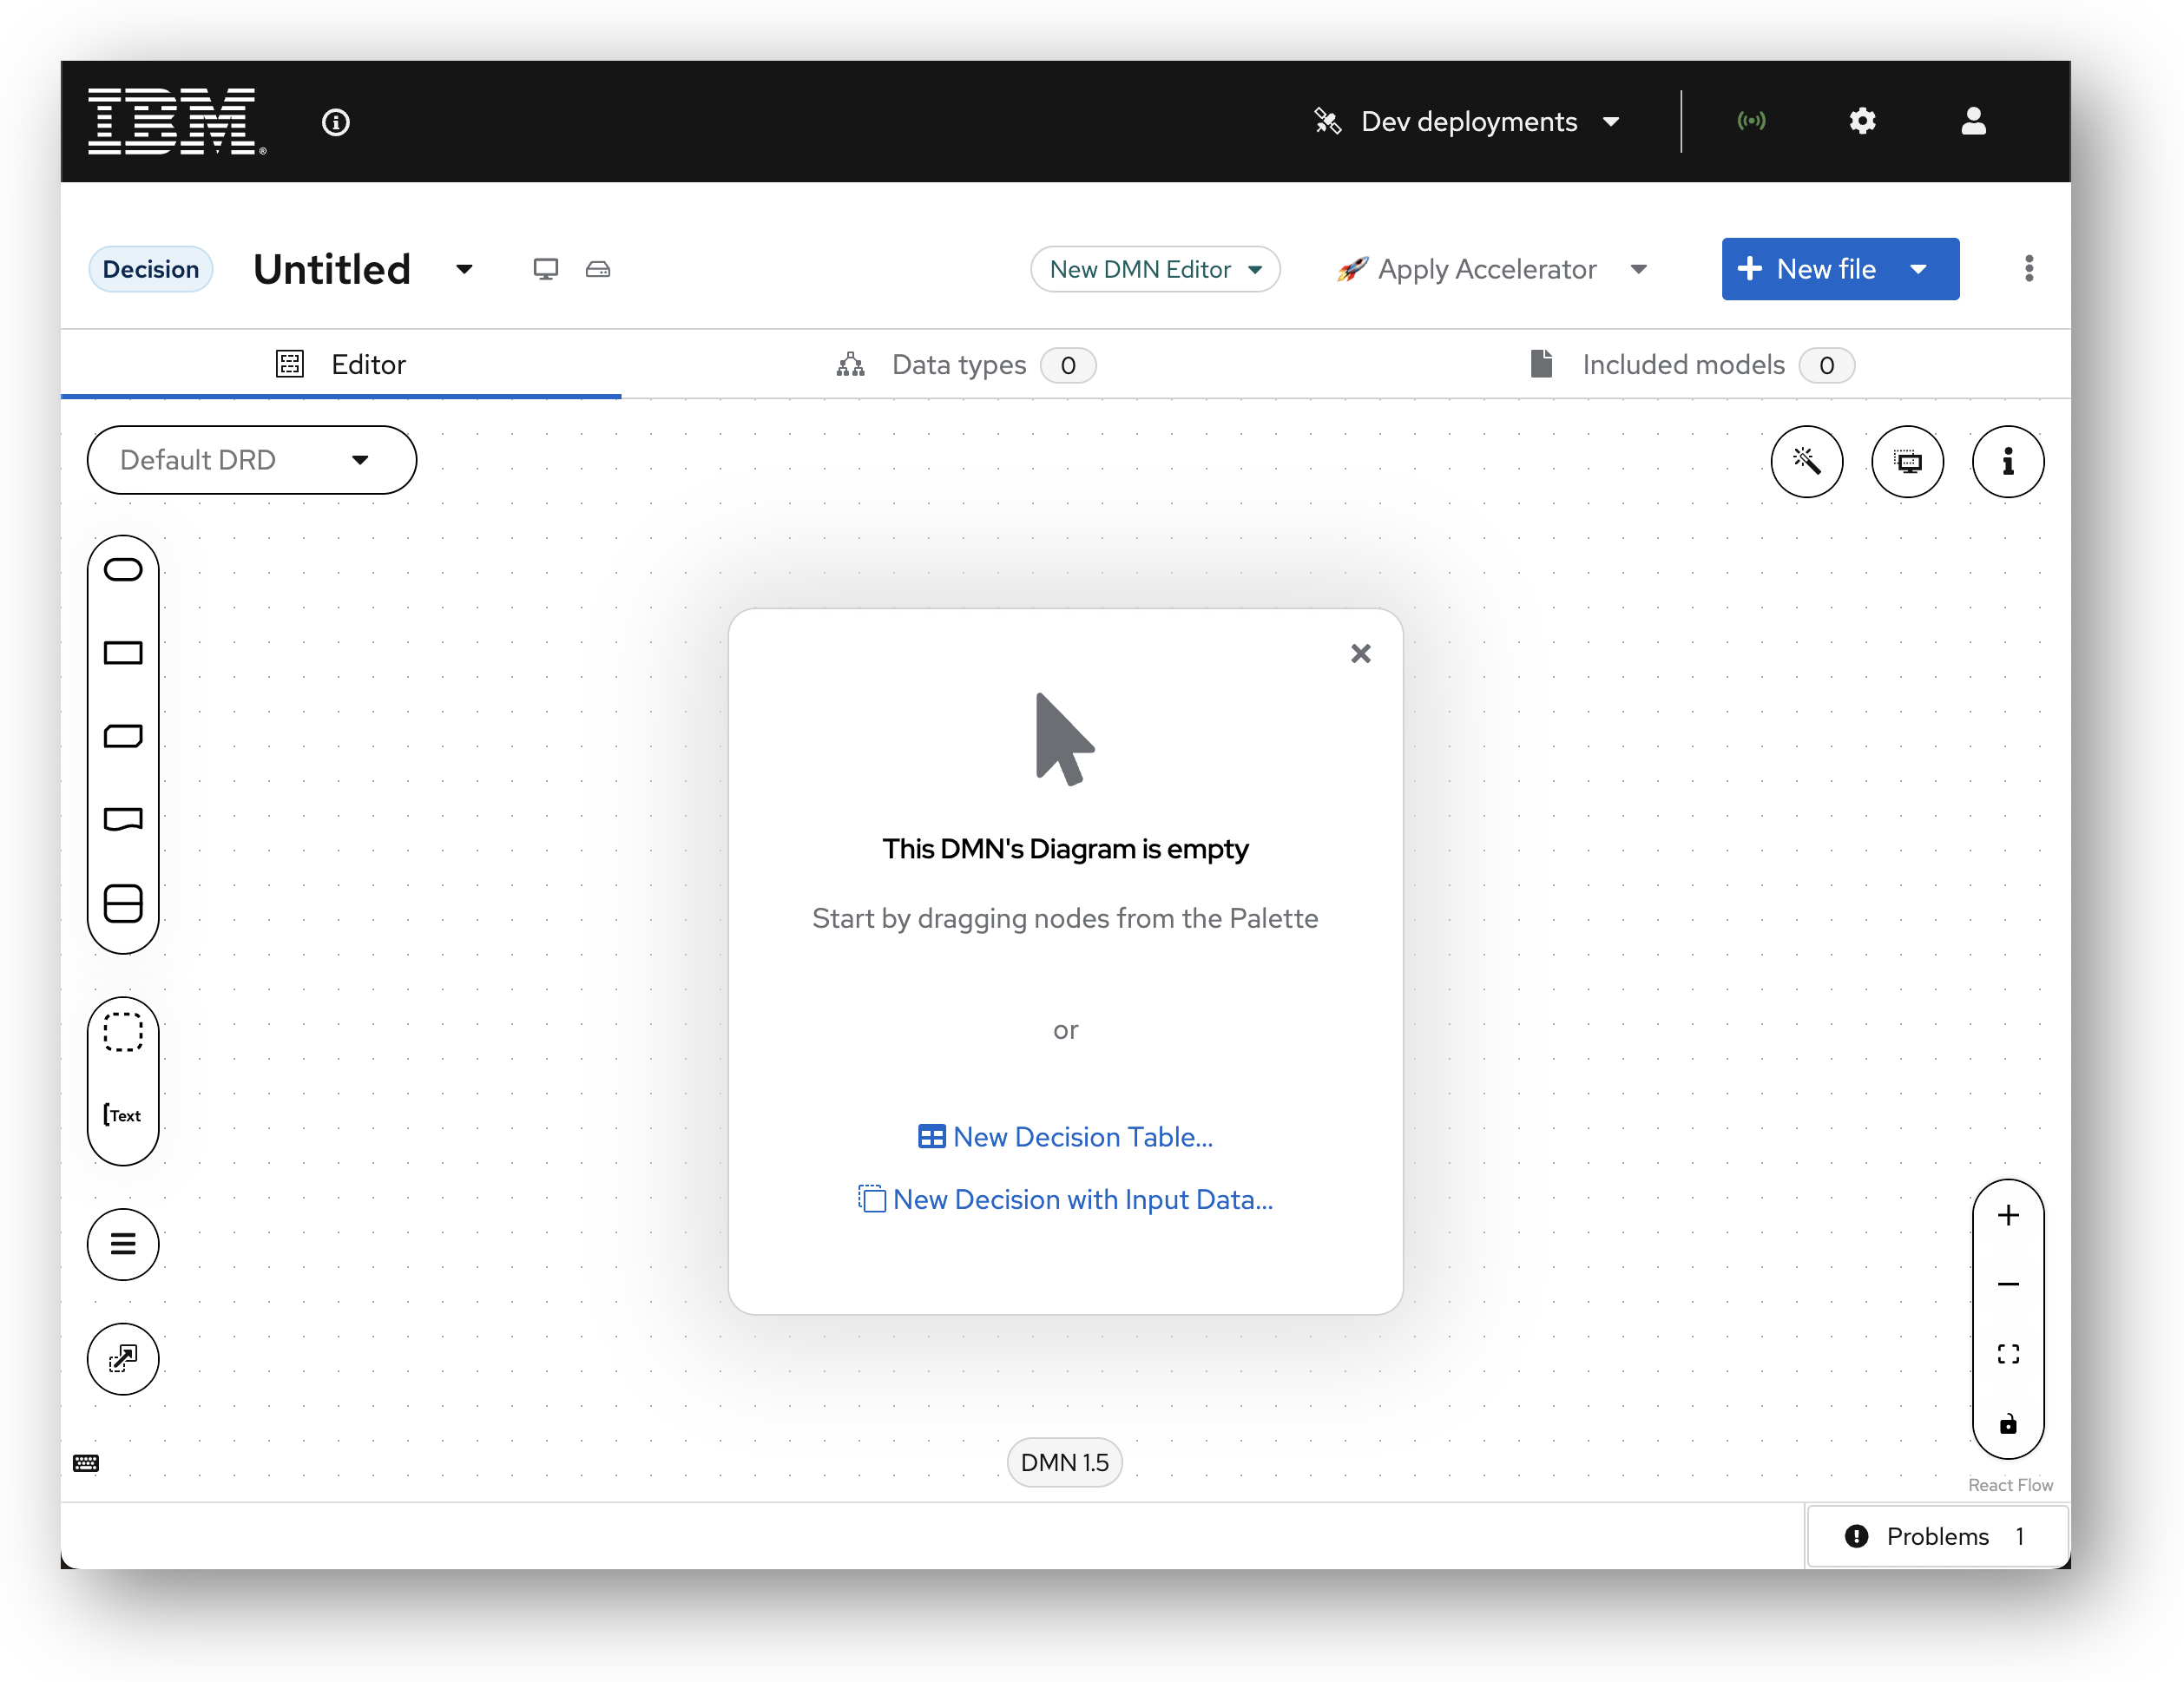 IBM®
Dev deployments
Decision
Untitled
New DMN Editor
Apply Accelerator
New file
Editor
Data types 0
Included models 0
Default DRD
This DMN's Diagram is empty
Start by dragging nodes from the Palette
or
New Decision Table...
New Decision with Input Data...
Text
DMN 1.5
React Flow
Problems 1